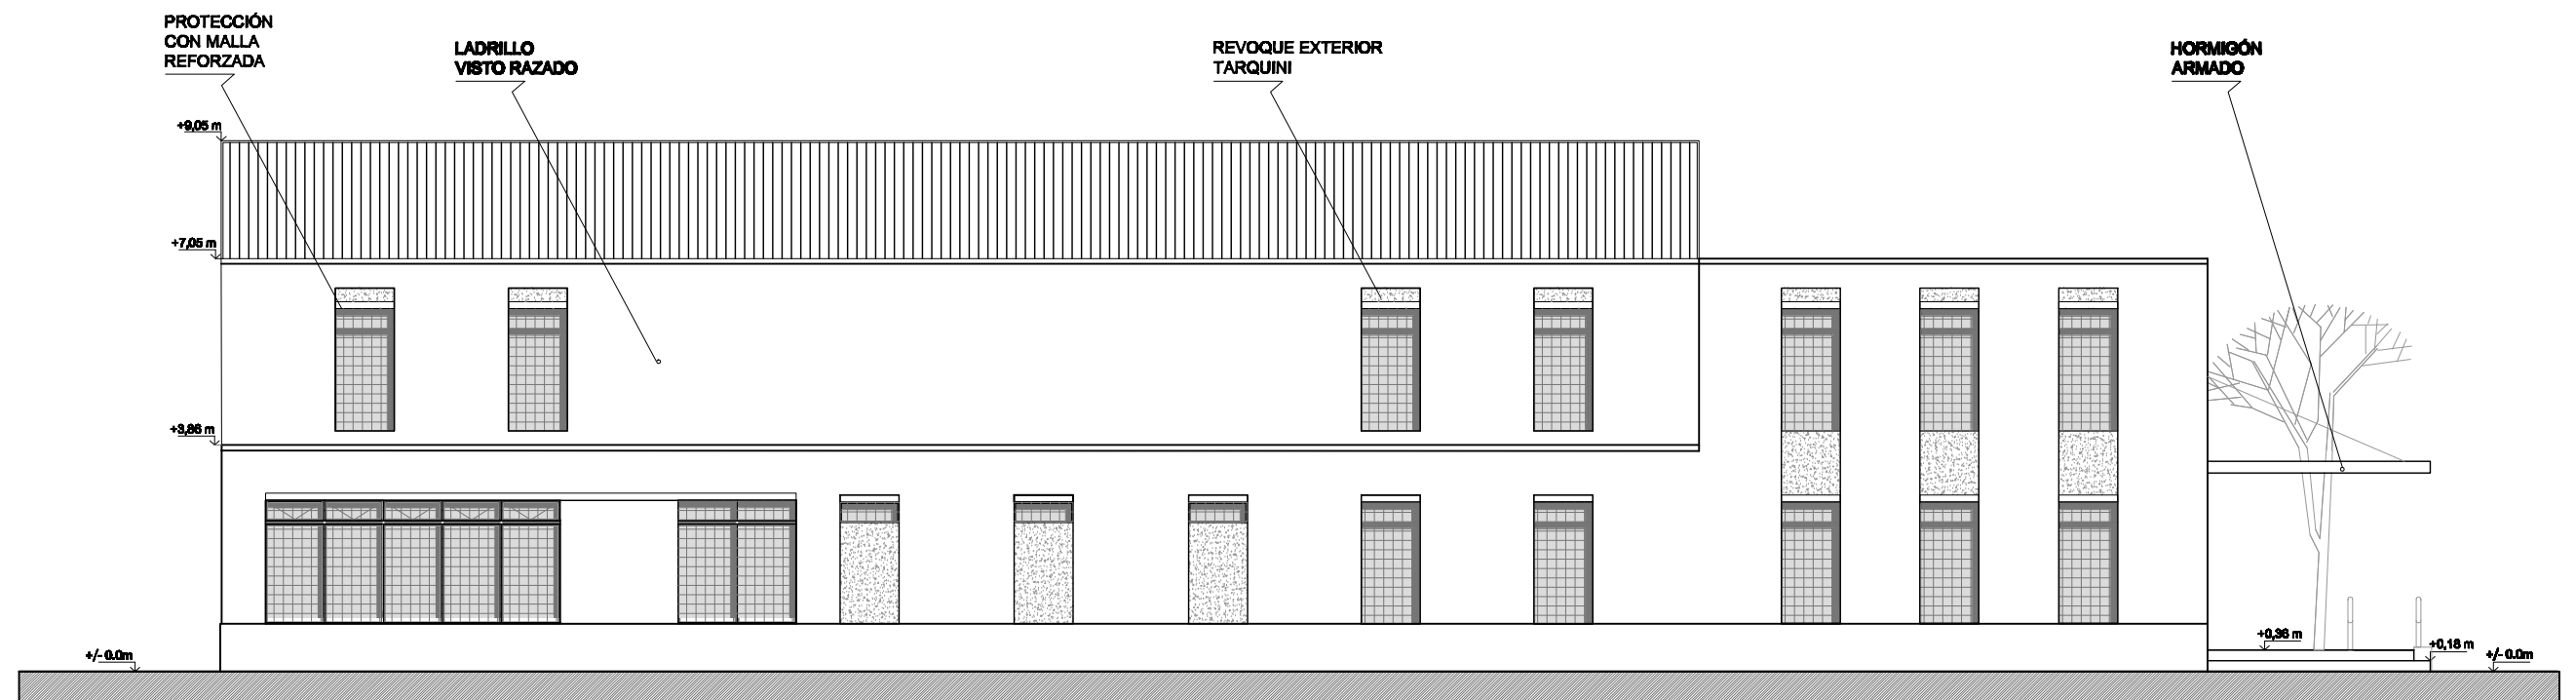 PROTECCIÓN
CON MALLA
REFORZADA
LADRILLO
VISTO RAZADO
REVOQUE EXTERIOR
TARQUINI
HORMIGÓN
ARMADO
+9,05 m
+7,05 m
+3,86 m
+/- 0.0m
+0,36 m
+0,18 m
+/- 0.0m